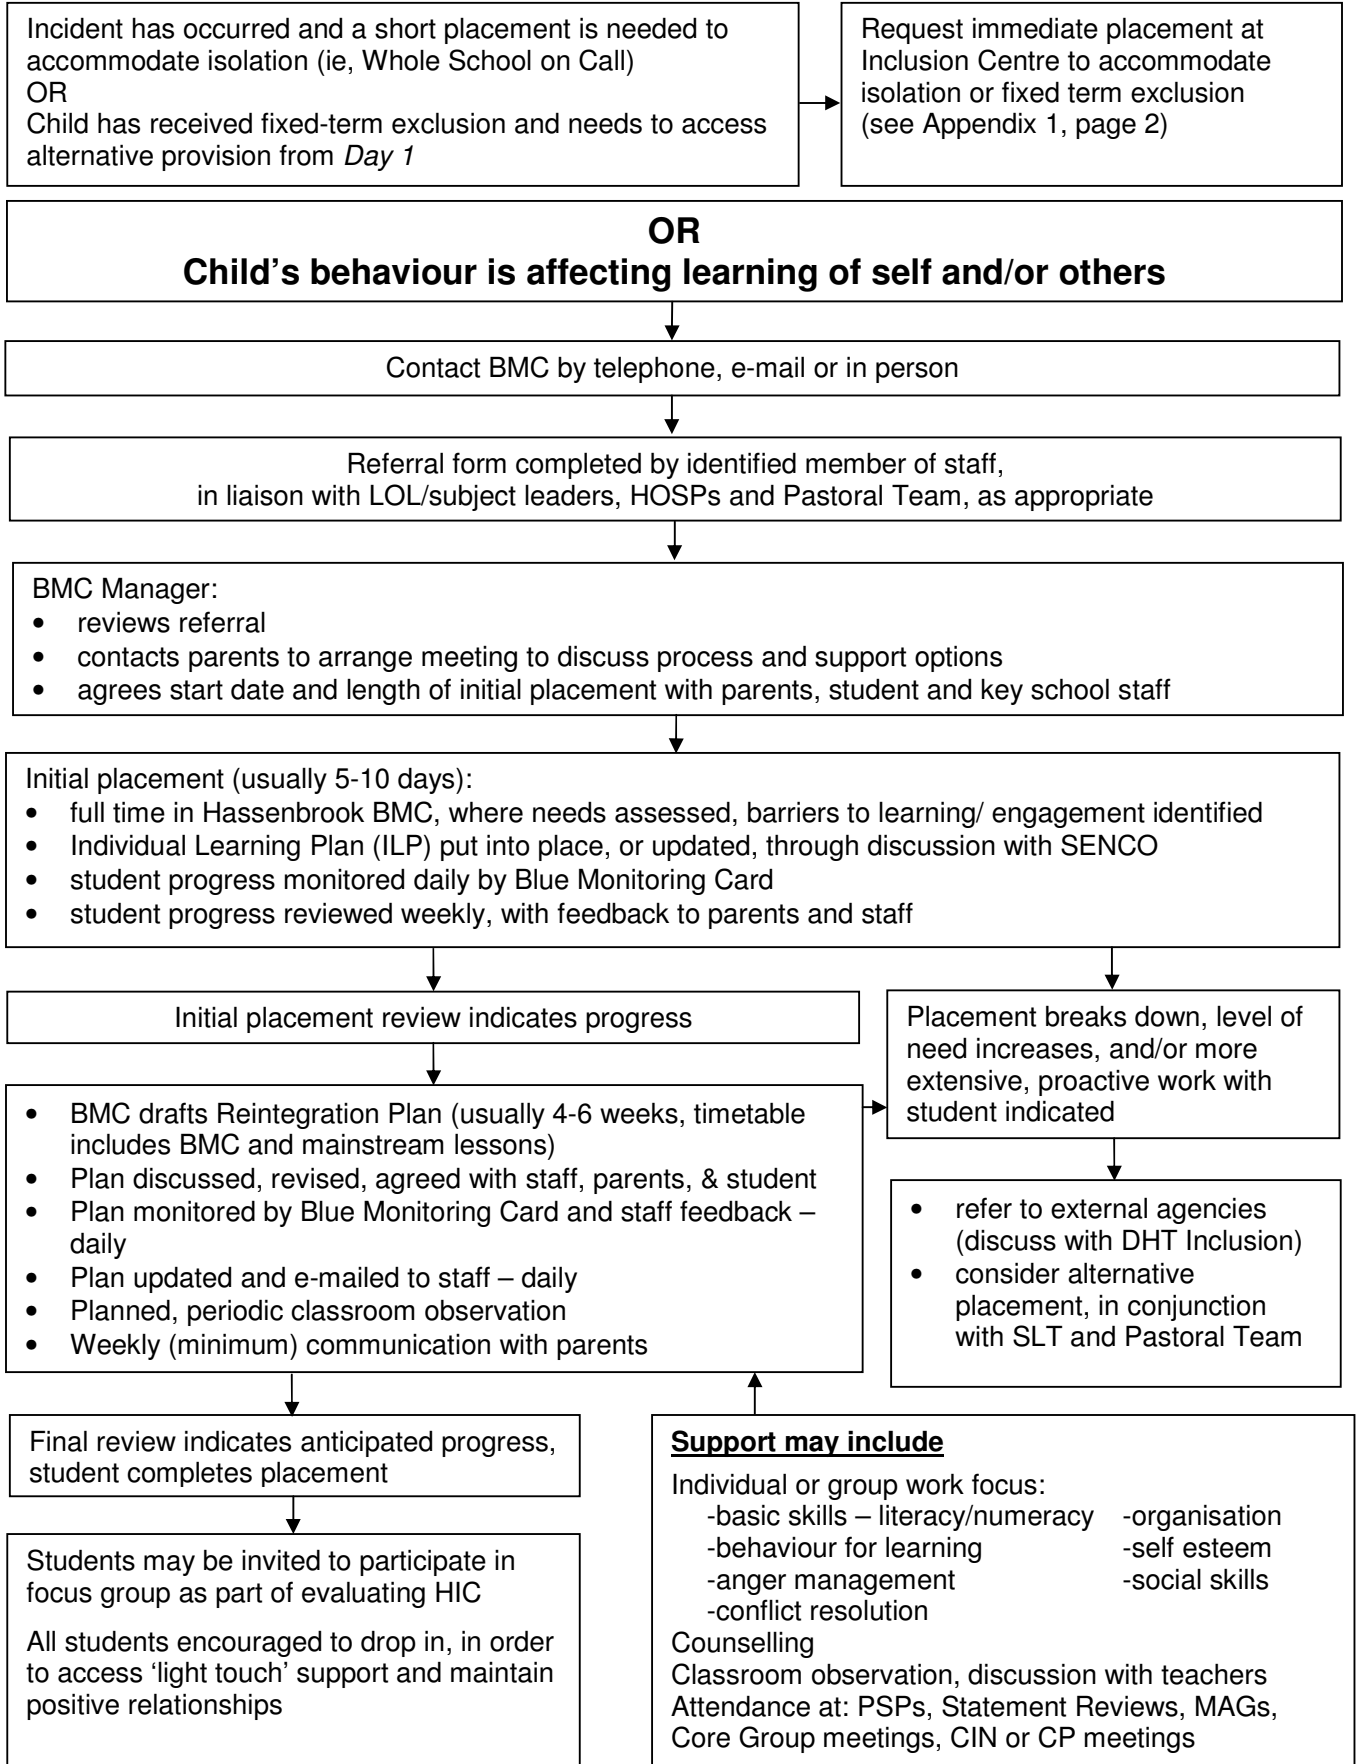 Incident has occurred and a short placement is needed to
accommodate isolation (ie, Whole School on Call)
OR
Child has received fixed-term exclusion and needs to access
alternative provision from Day 1
Request immediate placement at
Inclusion Centre to accommodate
isolation or fixed term exclusion
(see Appendix 1, page 2)
OR
Child's behaviour is affecting learning of self and/or others
Contact BMC by telephone, e-mail or in person
Referral form completed by identified member of staff,
in liaison with LOL/subject leaders, HOSPs and Pastoral Team, as appropriate
BMC Manager:
• reviews referral
• contacts parents to arrange meeting to discuss process and support options
• agrees start date and length of initial placement with parents, student and key school staff
Initial placement (usually 5-10 days):
• full time in Hassenbrook BMC, where needs assessed, barriers to learning/ engagement identified
• Individual Learning Plan (ILP) put into place, or updated, through discussion with SENCO
• student progress monitored daily by Blue Monitoring Card
• student progress reviewed weekly, with feedback to parents and staff
Initial placement review indicates progress
Placement breaks down, level of
need increases, and/or more
extensive, proactive work with
student indicated
• BMC drafts Reintegration Plan (usually 4-6 weeks, timetable
includes BMC and mainstream lessons)
• Plan discussed, revised, agreed with staff, parents, & student
• Plan monitored by Blue Monitoring Card and staff feedback –
daily
• Plan updated and e-mailed to staff – daily
• Planned, periodic classroom observation
• Weekly (minimum) communication with parents
• refer to external agencies
(discuss with DHT Inclusion)
• consider alternative
placement, in conjunction
with SLT and Pastoral Team
Final review indicates anticipated progress,
student completes placement
Students may be invited to participate in
focus group as part of evaluating HIC
All students encouraged to drop in, in order
to access 'light touch' support and maintain
positive relationships
Support may include
Individual or group work focus:
-basic skills – literacy/numeracy -organisation
-behaviour for learning -self esteem
-anger management -social skills
-conflict resolution
Counselling
Classroom observation, discussion with teachers
Attendance at: PSPs, Statement Reviews, MAGs,
Core Group meetings, CIN or CP meetings